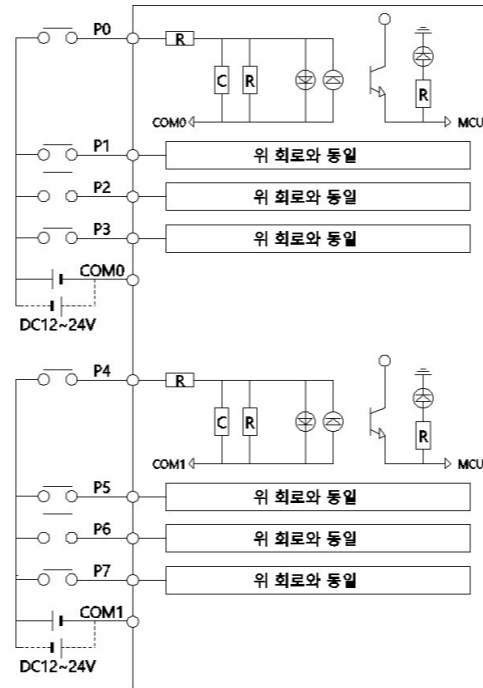 P0
R
C R R
COM0 MCU
P1 위 회로와 동일
P2 위 회로와 동일
P3 위 회로와 동일
COM0
DC12~24V
P4
R
C R R
COM1 MCU
P5 위 회로와 동일
P6 위 회로와 동일
P7 위 회로와 동일
COM1
DC12~24V